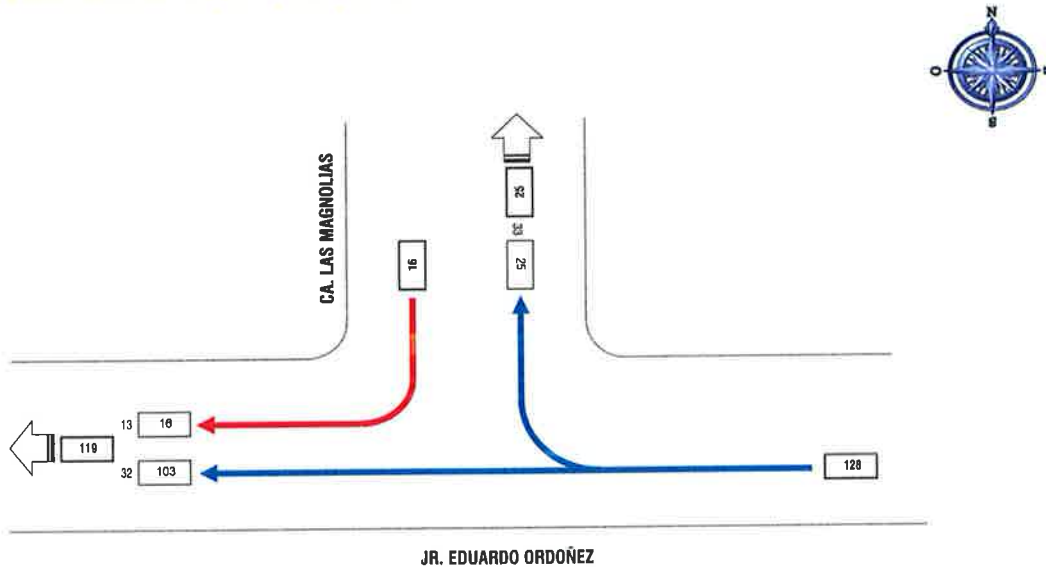 N
O
S
CA. LAS MAGNOLIAS
25
33
25
16
13
16
119
32
103
128
JR. EDUARDO ORDOÑEZ